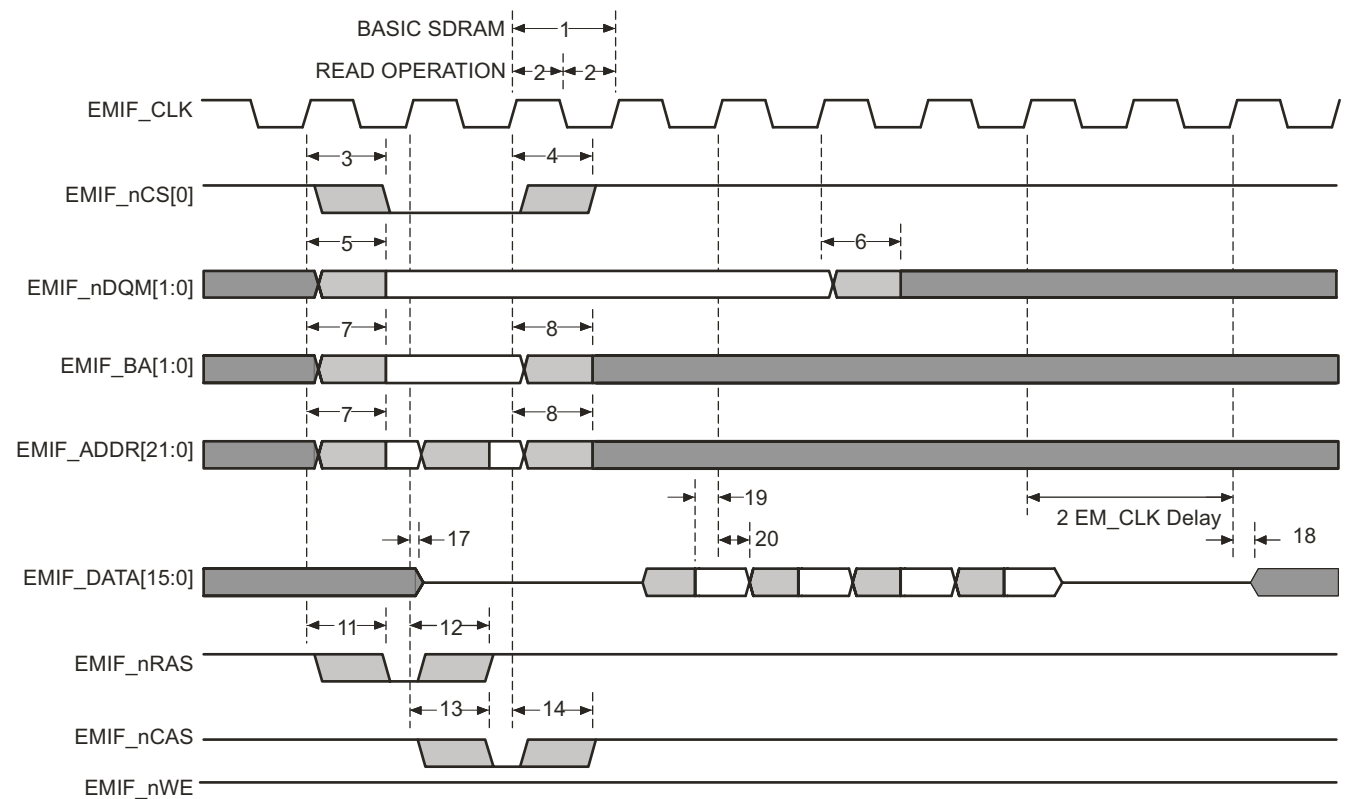 BASIC SDRAM 1
READ OPERATION 2 2
EMIF_CLK
3 4
EMIF_nCS[0]
5 6
EMIF_nDQM[1:0]
7 8
EMIF_BA[1:0]
7 8
EMIF_ADDR[21:0]
19
2 EM_CLK Delay
17 20 18
EMIF_DATA[15:0]
11 12
EMIF_nRAS
13 14
EMIF_nCAS
EMIF_nWE